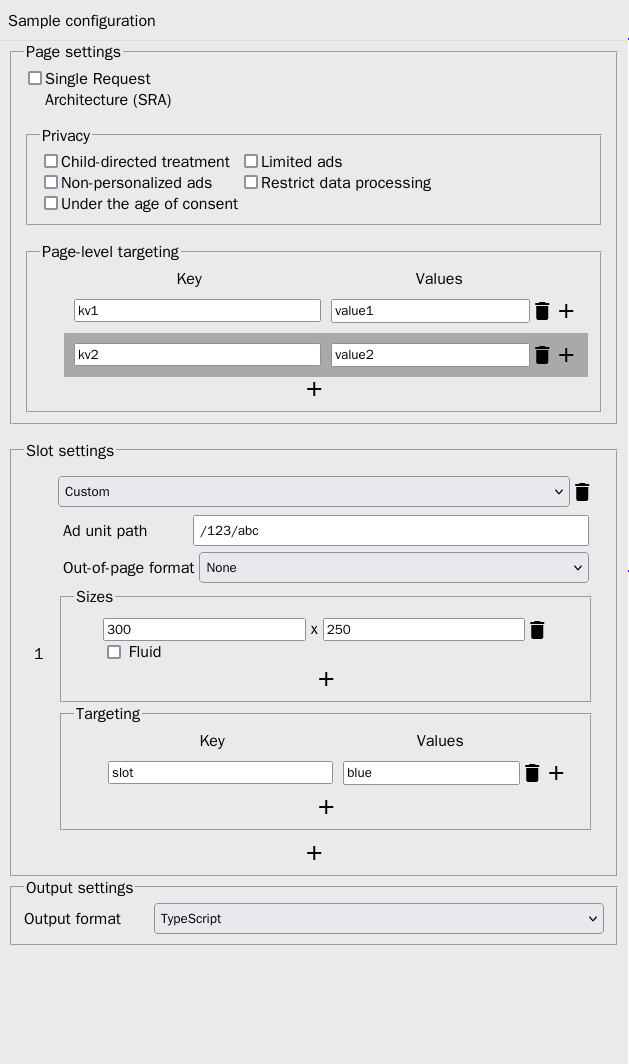 Sample configuration
Page settings
Single Request
Architecture (SRA)
Privacy
Child-directed treatment Limited ads
Non-personalized ads Restrict data processing
Under the age of consent
Page-level targeting
Key Values
kv1 value1
kv2 value2
+
Slot settings
Custom
Ad unit path /123/abc
Out-of-page format None
Sizes
300 x 250
Fluid
1
Targeting
Key Values
slot blue
Output settings
Output format TypeScript